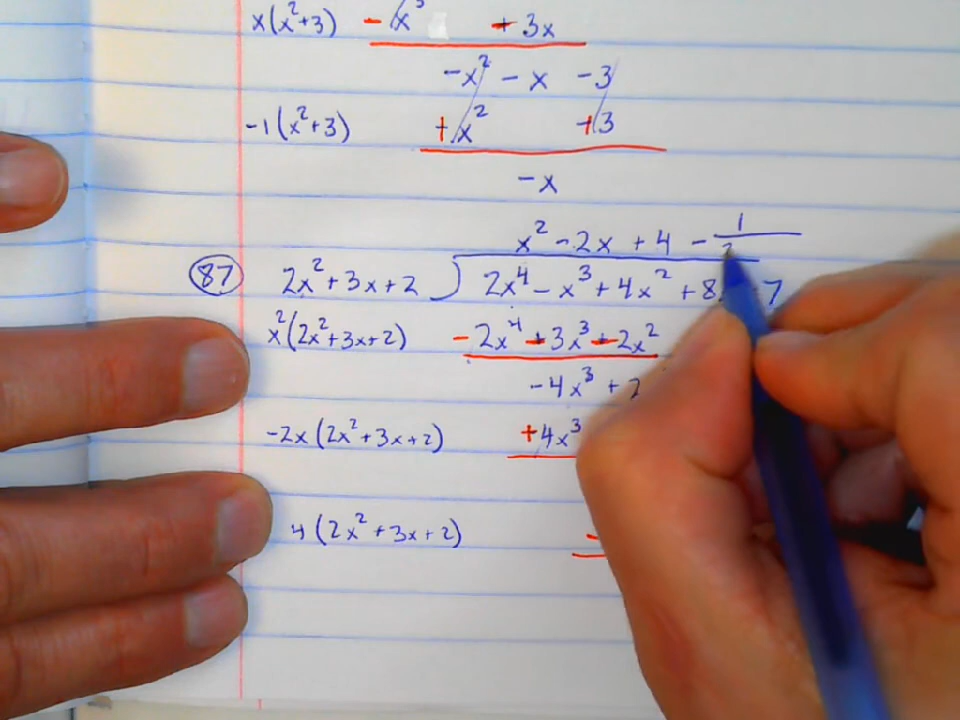 x(x²+3) - x³ + 3x
-x² - x - 3
-1(x²+3) + x² + 3
-x
x² - 2x + 4 - 1
87 2x² + 3x + 2 2x⁴ - x³ + 4x² + 8 7
x²(2x²+3x+2) - 2x⁴ - 3x³ - 2x²
-4x³ + 2
-2x(2x²+3x+2) + 4x³
4(2x²+3x+2) -